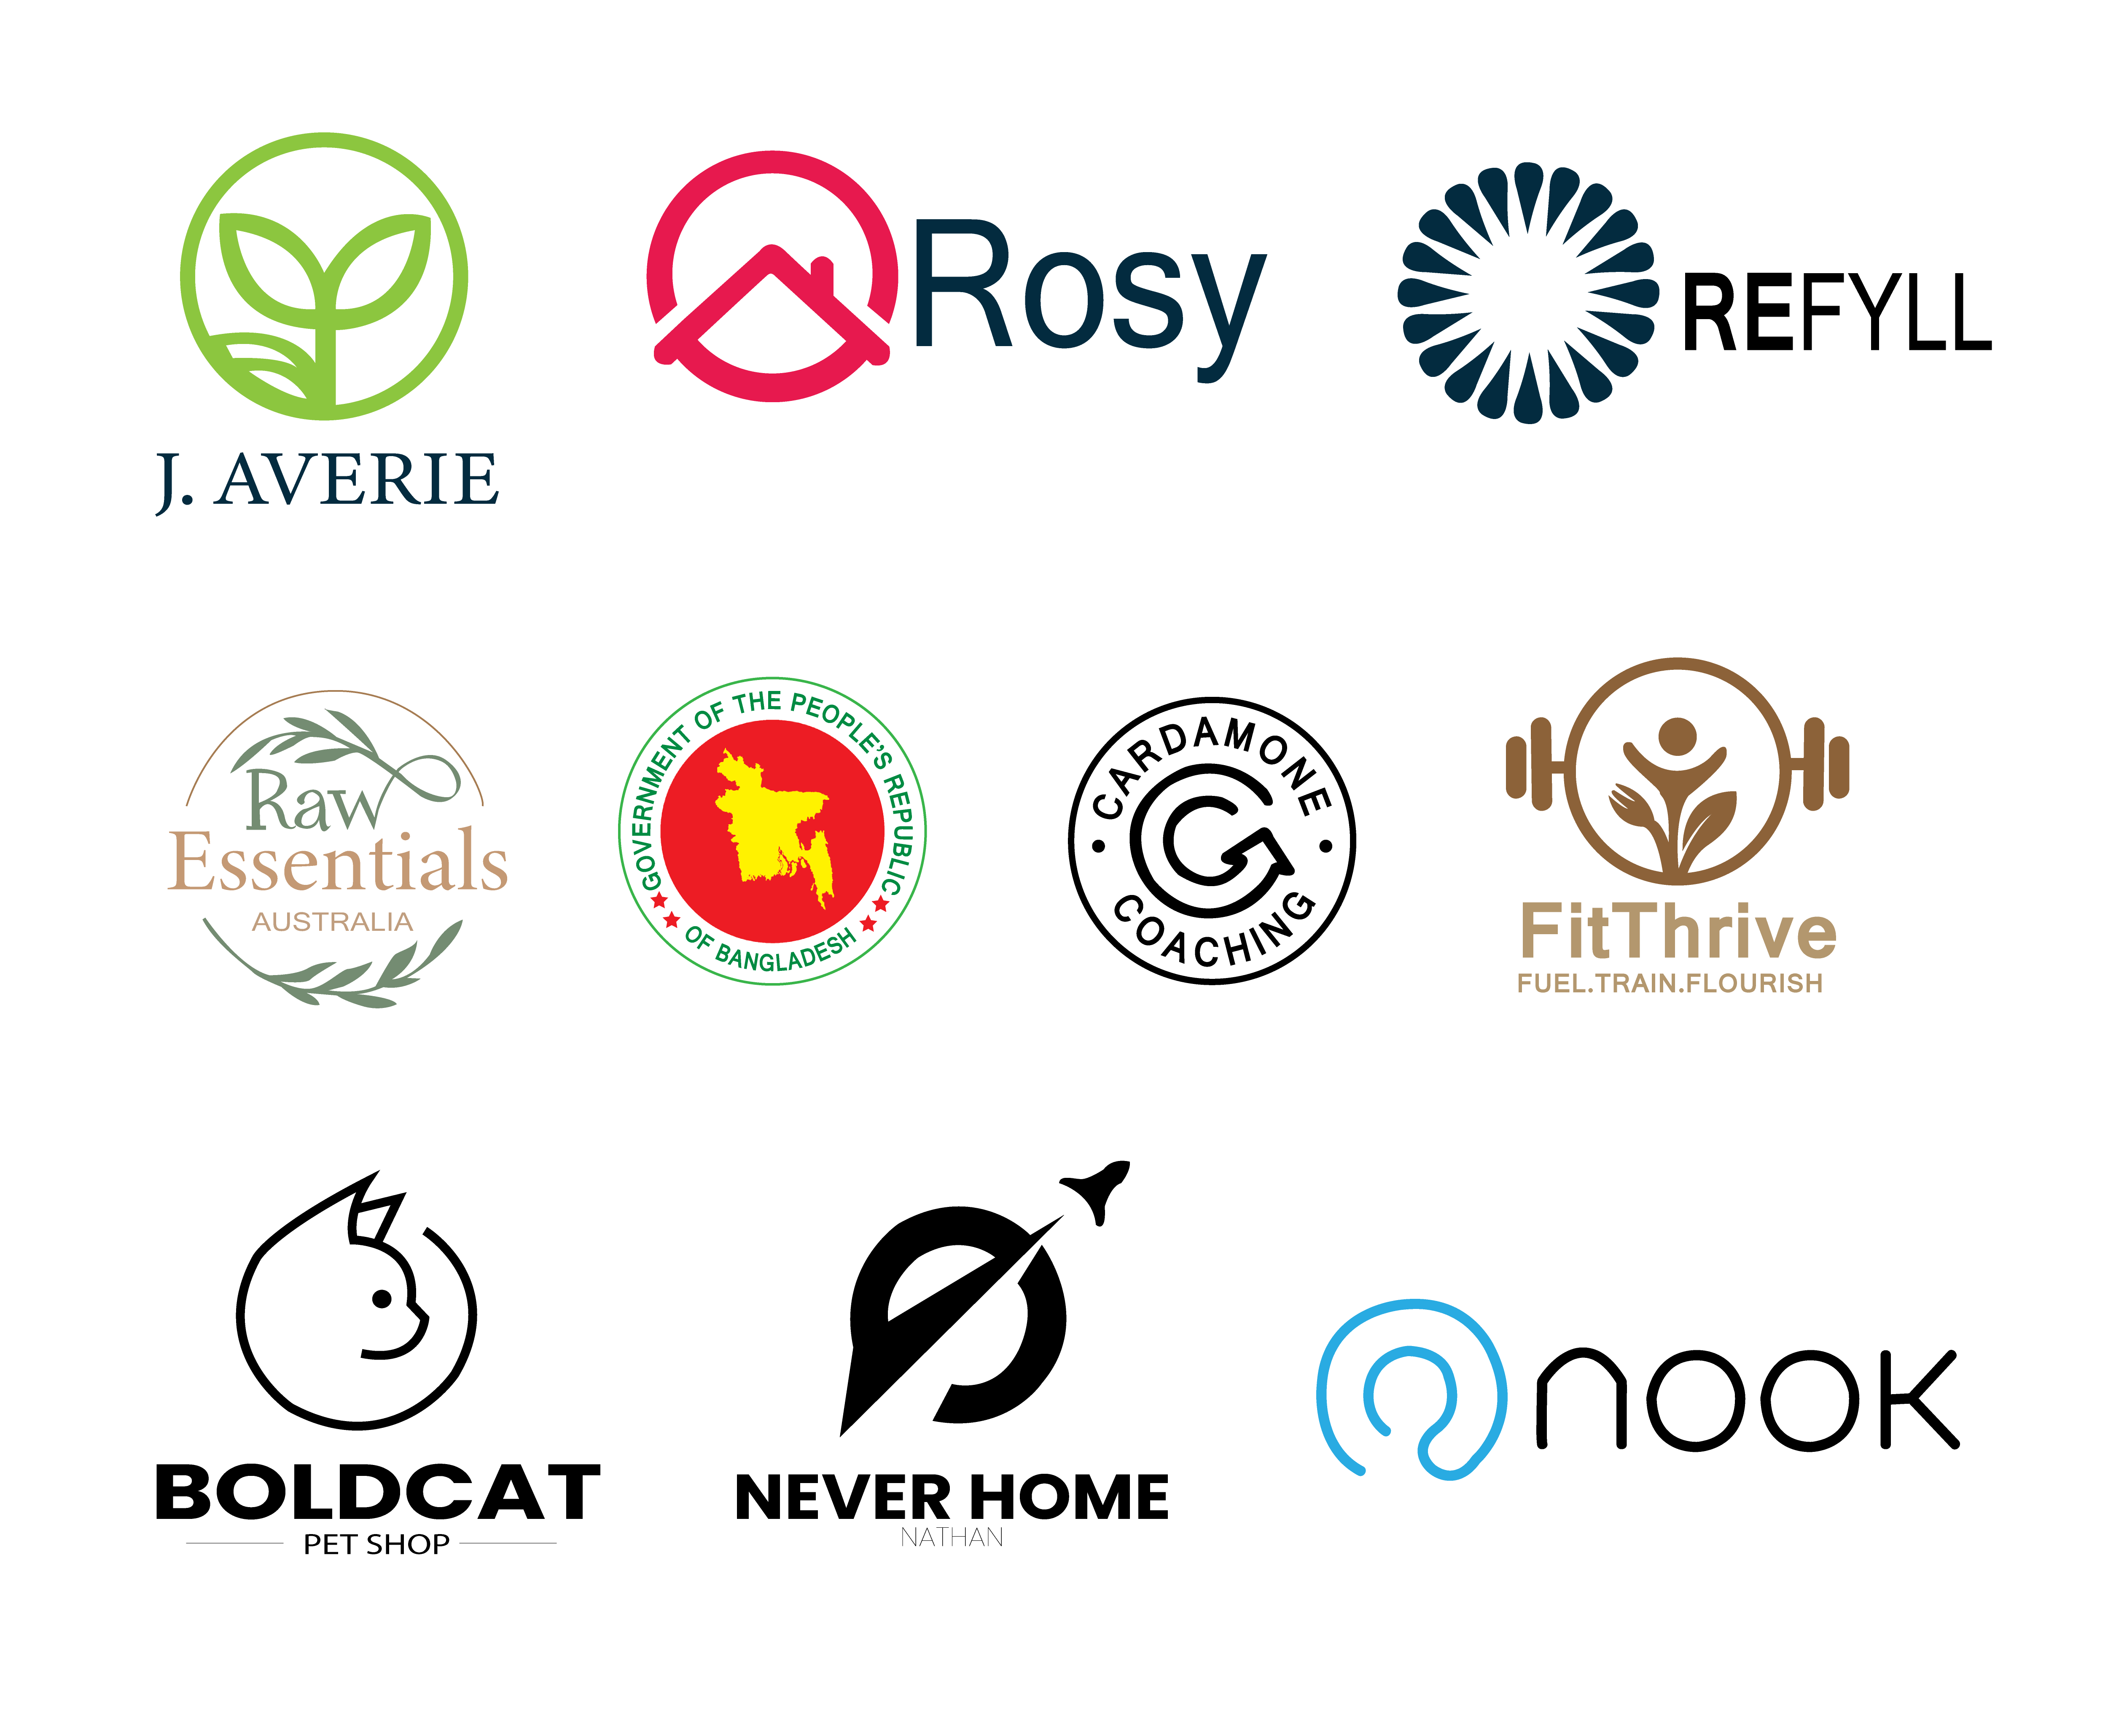 J. AVERIE
Rosy
REFYLL
Raw
Essentials
AUSTRALIA
GOVERNMENT OF THE PEOPLE'S REPUBLIC
OF BANGLADESH
CARDAMONE
COACHING
FitThrive
FUEL.TRAIN.FLOURISH
BOLDCAT
PET SHOP
NEVER HOME
NATHAN
nook